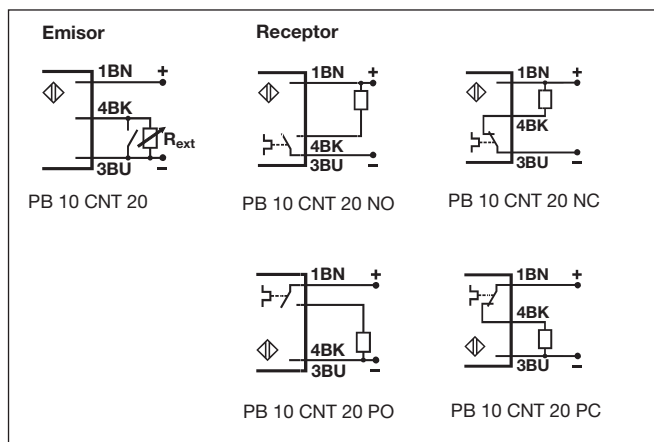 Emisor
Receptor
1BN +
4BK
Rext
3BU –
PB 10 CNT 20
1BN +
4BK
3BU –
PB 10 CNT 20 NO
1BN +
4BK
3BU –
PB 10 CNT 20 NC
1BN +
4BK
3BU –
PB 10 CNT 20 PO
1BN +
4BK
3BU –
PB 10 CNT 20 PC